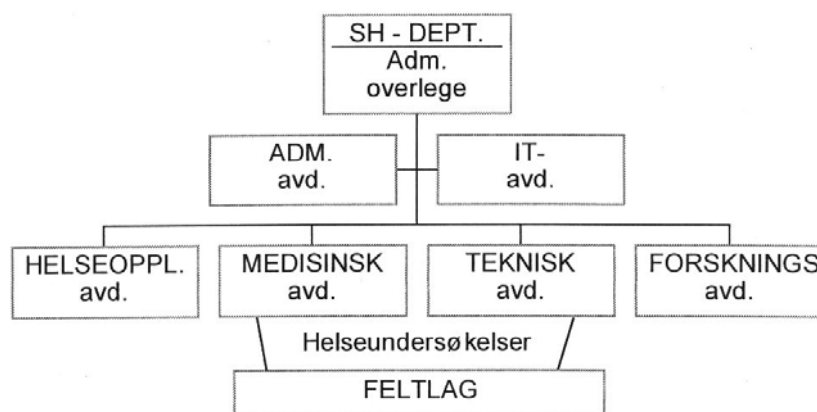 SH - DEPT.
Adm.
overlege
ADM.
avd.
IT-
avd.
HELSEOPPL.
avd.
MEDISINSK
avd.
TEKNISK
avd.
FORSKNINGS
avd.
Helseundersøkelser
FELTLAG